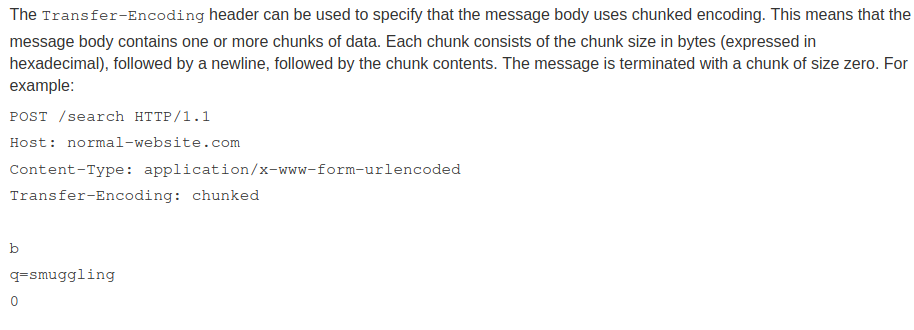 The Transfer-Encoding header can be used to specify that the message body uses chunked encoding. This means that the
message body contains one or more chunks of data. Each chunk consists of the chunk size in bytes (expressed in
hexadecimal), followed by a newline, followed by the chunk contents. The message is terminated with a chunk of size zero. For
example:
POST /search HTTP/1.1
Host: normal-website.com
Content-Type: application/x-www-form-urlencoded
Transfer-Encoding: chunked
b
q=smuggling
0